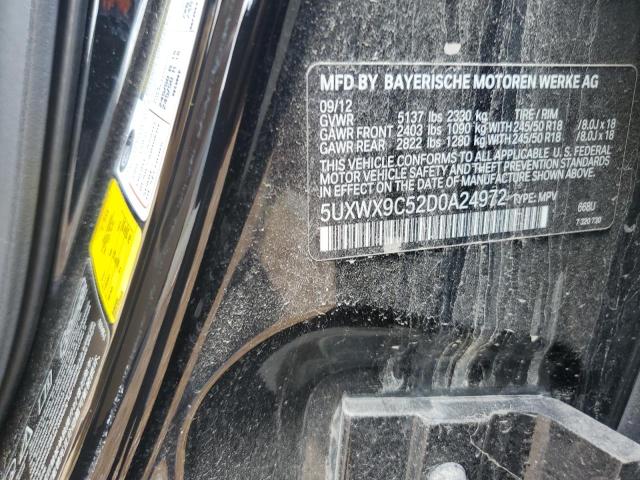 MFD BY BAYERISCHE MOTOREN WERKE AG
09/12
GVWR 5137 lbs 2330 kg TIRE / RIM
GAWR FRONT 2403 lbs 1090 kg WITH 245/50 R18 /8.0J x 18
GAWR REAR 2822 lbs 1280 kg WITH 245/50 R18 /8.0J x 18
THIS VEHICLE CONFORMS TO ALL APPLICABLE U.S. FEDERAL
MOTOR VEHICLE SAFETY AND THEFT PREVENTION STANDARDS
IN EFFECT ON THE DATE OF MANUFACTURE SHOWN ABOVE.
5UXWX9C52D0A24972 TYPE: MPV 668U
7 320 730